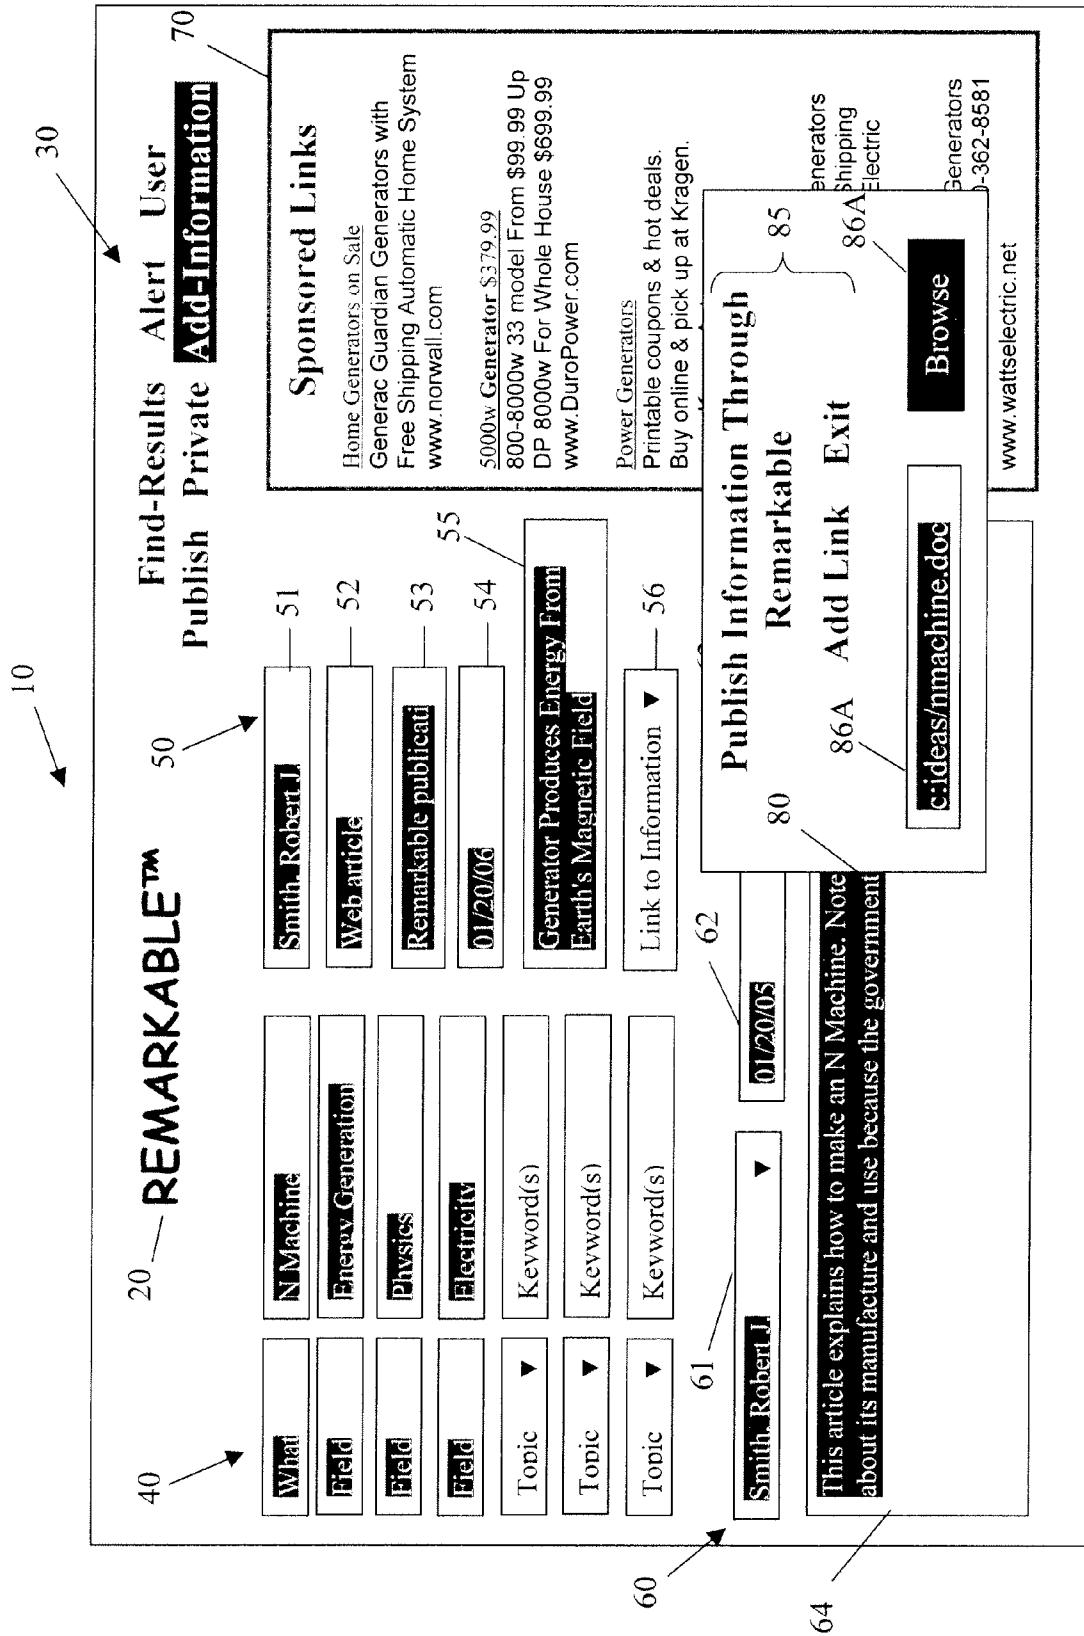 10
20
REMARKABLE™
30
Find-Results Alert User
Publish Private Add-Information
40
What
N Machine
Field
Energy Generation
Field
Physics
Field
Electricity
Topic ▼
Keyword(s)
Topic ▼
Keyword(s)
Topic ▼
Keyword(s)
50
Smith, Robert J.
51
Web article
52
Remarkable publicati
53
01/20/06
54
55
Generator Produces Energy From
Earth's Magnetic Field
Link to Information ▼
56
70
Sponsored Links
Home Generators on Sale
Generac Guardian Generators with
Free Shipping Automatic Home System
www.norwall.com
5000w Generator $379.99
800-8000w 33 model From $99.99 Up
DP 8000w For Whole House $699.99
www.DuroPower.com
Power Generators
Printable coupons & hot deals.
Buy online & pick up at Kragen.
enerators
Shipping
Electric
Generators
0-362-8581
www.wattselectric.net
60
Smith, Robert J. ▼
61
01/20/05
62
64
This article explains how to make an N Machine. Note
about its manufacture and use because the government
80
Publish Information Through
Remarkable
85
86A
Add Link Exit
86A
c:ideas/nmachine.doc
Browse